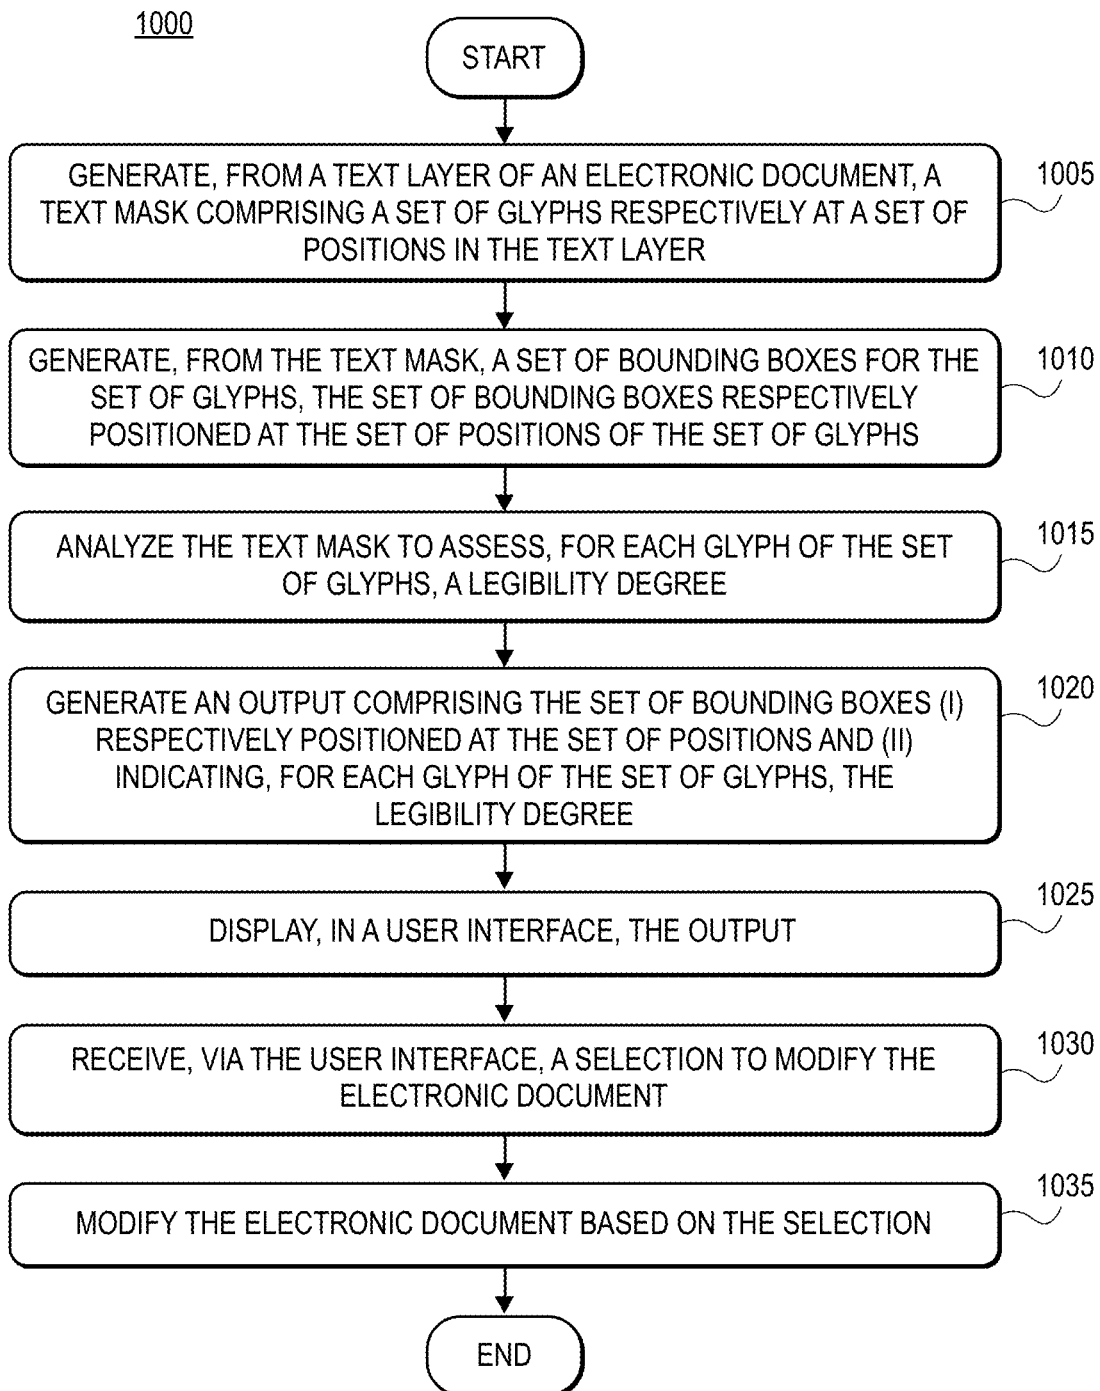 1000
START
GENERATE, FROM A TEXT LAYER OF AN ELECTRONIC DOCUMENT, A
TEXT MASK COMPRISING A SET OF GLYPHS RESPECTIVELY AT A SET OF
POSITIONS IN THE TEXT LAYER
1005
GENERATE, FROM THE TEXT MASK, A SET OF BOUNDING BOXES FOR THE
SET OF GLYPHS, THE SET OF BOUNDING BOXES RESPECTIVELY
POSITIONED AT THE SET OF POSITIONS OF THE SET OF GLYPHS
1010
ANALYZE THE TEXT MASK TO ASSESS, FOR EACH GLYPH OF THE SET
OF GLYPHS, A LEGIBILITY DEGREE
1015
GENERATE AN OUTPUT COMPRISING THE SET OF BOUNDING BOXES (I)
RESPECTIVELY POSITIONED AT THE SET OF POSITIONS AND (II)
INDICATING, FOR EACH GLYPH OF THE SET OF GLYPHS, THE
LEGIBILITY DEGREE
1020
DISPLAY, IN A USER INTERFACE, THE OUTPUT
1025
RECEIVE, VIA THE USER INTERFACE, A SELECTION TO MODIFY THE
ELECTRONIC DOCUMENT
1030
MODIFY THE ELECTRONIC DOCUMENT BASED ON THE SELECTION
1035
END